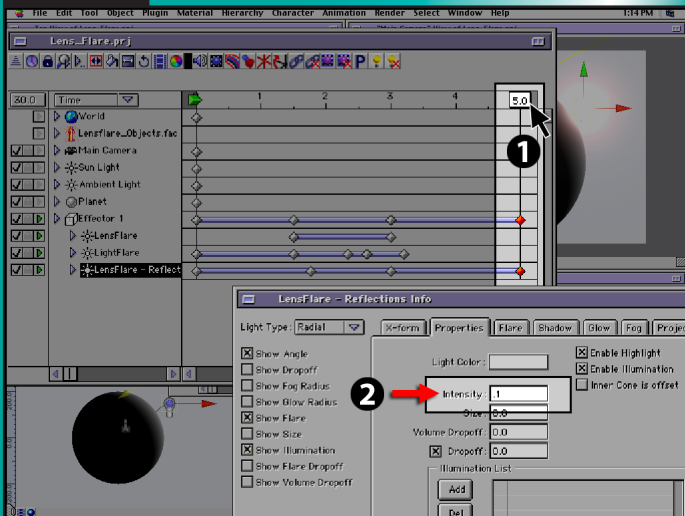 File Edit Tool Object Plugin Material Hierarchy Character Animation Render Select Window Help 1:14 PM
Lens_Flare.prj
P
30.0 Time 1 2 3 4 5.0
World
Lensflare_Objects.fac
Main Camera
Sun Light
Ambient Light
Planet
Effector 1
LensFlare
LightFlare
LensFlare - Reflect
1
LensFlare - Reflections Info
Light Type: Radial X-form Properties Flare Shadow Glow Fog Projec
Show Angle
Show Dropoff
Show Fog Radius
Show Glow Radius
Show Flare
Show Size
Show Illumination
Show Flare Dropoff
Show Volume Dropoff
Light Color:
Enable Highlight
Enable Illumination
Inner Cone is offset
2
Intensity: .1
Size: 0.0
Volume Dropoff: 0.0
Dropoff: 0.0
Illumination List
Add
Del